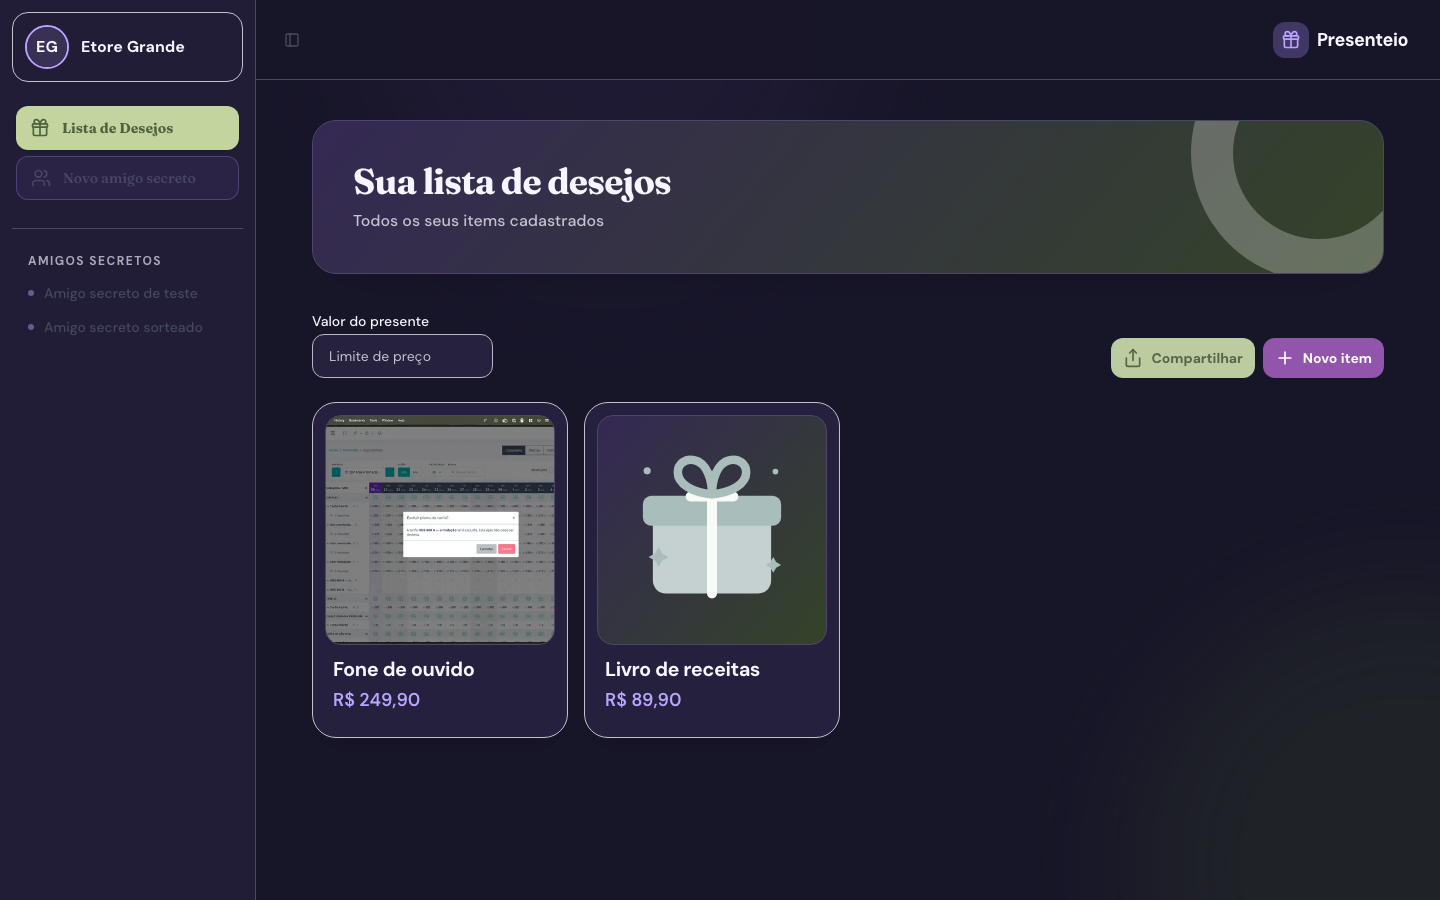 EG
Etore Grande
Lista de Desejos
Novo amigo secreto
AMIGOS SECRETOS
Amigo secreto de teste
Amigo secreto sorteado
Presenteio
Sua lista de desejos
Todos os seus items cadastrados
Valor do presente
Limite de preço
Compartilhar
Novo item
Fone de ouvido
R$ 249,90
Livro de receitas
R$ 89,90